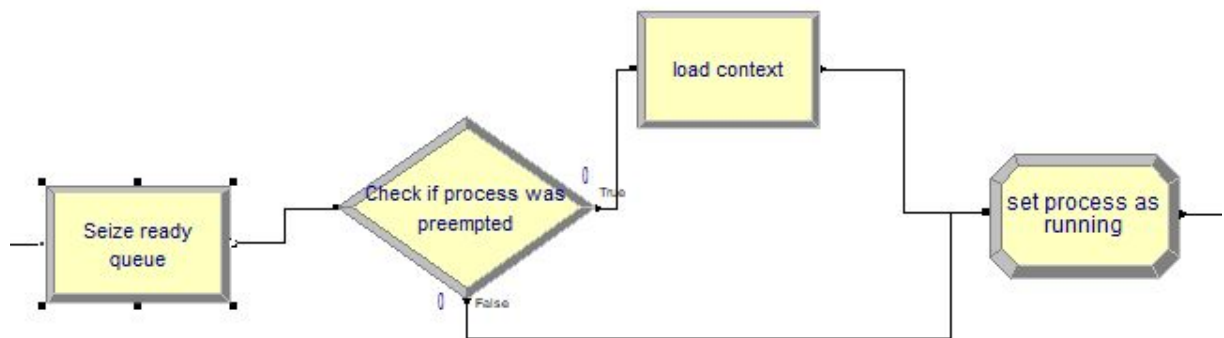 Seize ready
queue
Check if process was
preempted
0
True
0
False
load context
set process as
running